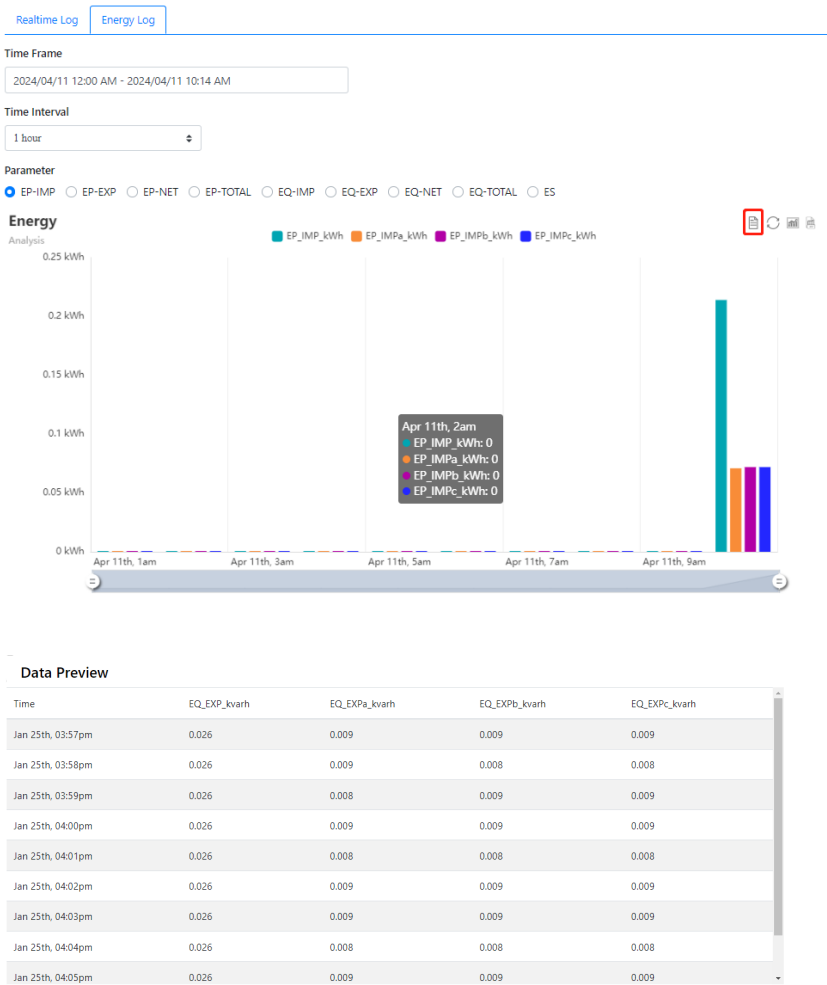 Realtime Log Energy Log
Time Frame
2024/04/11 12:00 AM - 2024/04/11 10:14 AM
Time Interval
1 hour
Parameter
EP-IMP EP-EXP EP-NET EP-TOTAL EQ-IMP EQ-EXP EQ-NET EQ-TOTAL ES
Energy
Analysis
EP_IMP_kWh EP_IMPa_kWh EP_IMPb_kWh EP_IMPc_kWh
0.25 kWh
0.2 kWh
0.15 kWh
0.1 kWh
0.05 kWh
0 kWh
Apr 11th, 2am
EP_IMP_kWh: 0
EP_IMPa_kWh: 0
EP_IMPb_kWh: 0
EP_IMPc_kWh: 0
Apr 11th, 1am Apr 11th, 3am Apr 11th, 5am Apr 11th, 7am Apr 11th, 9am
Data Preview
Time EQ_EXP_kvarh EQ_EXPa_kvarh EQ_EXPb_kvarh EQ_EXPc_kvarh
Jan 25th, 03:57pm 0.026 0.009 0.009 0.009
Jan 25th, 03:58pm 0.026 0.009 0.008 0.008
Jan 25th, 03:59pm 0.026 0.008 0.009 0.009
Jan 25th, 04:00pm 0.026 0.009 0.009 0.009
Jan 25th, 04:01pm 0.026 0.008 0.008 0.008
Jan 25th, 04:02pm 0.026 0.009 0.009 0.009
Jan 25th, 04:03pm 0.026 0.009 0.009 0.009
Jan 25th, 04:04pm 0.026 0.008 0.008 0.008
Jan 25th, 04:05pm 0.026 0.009 0.009 0.009